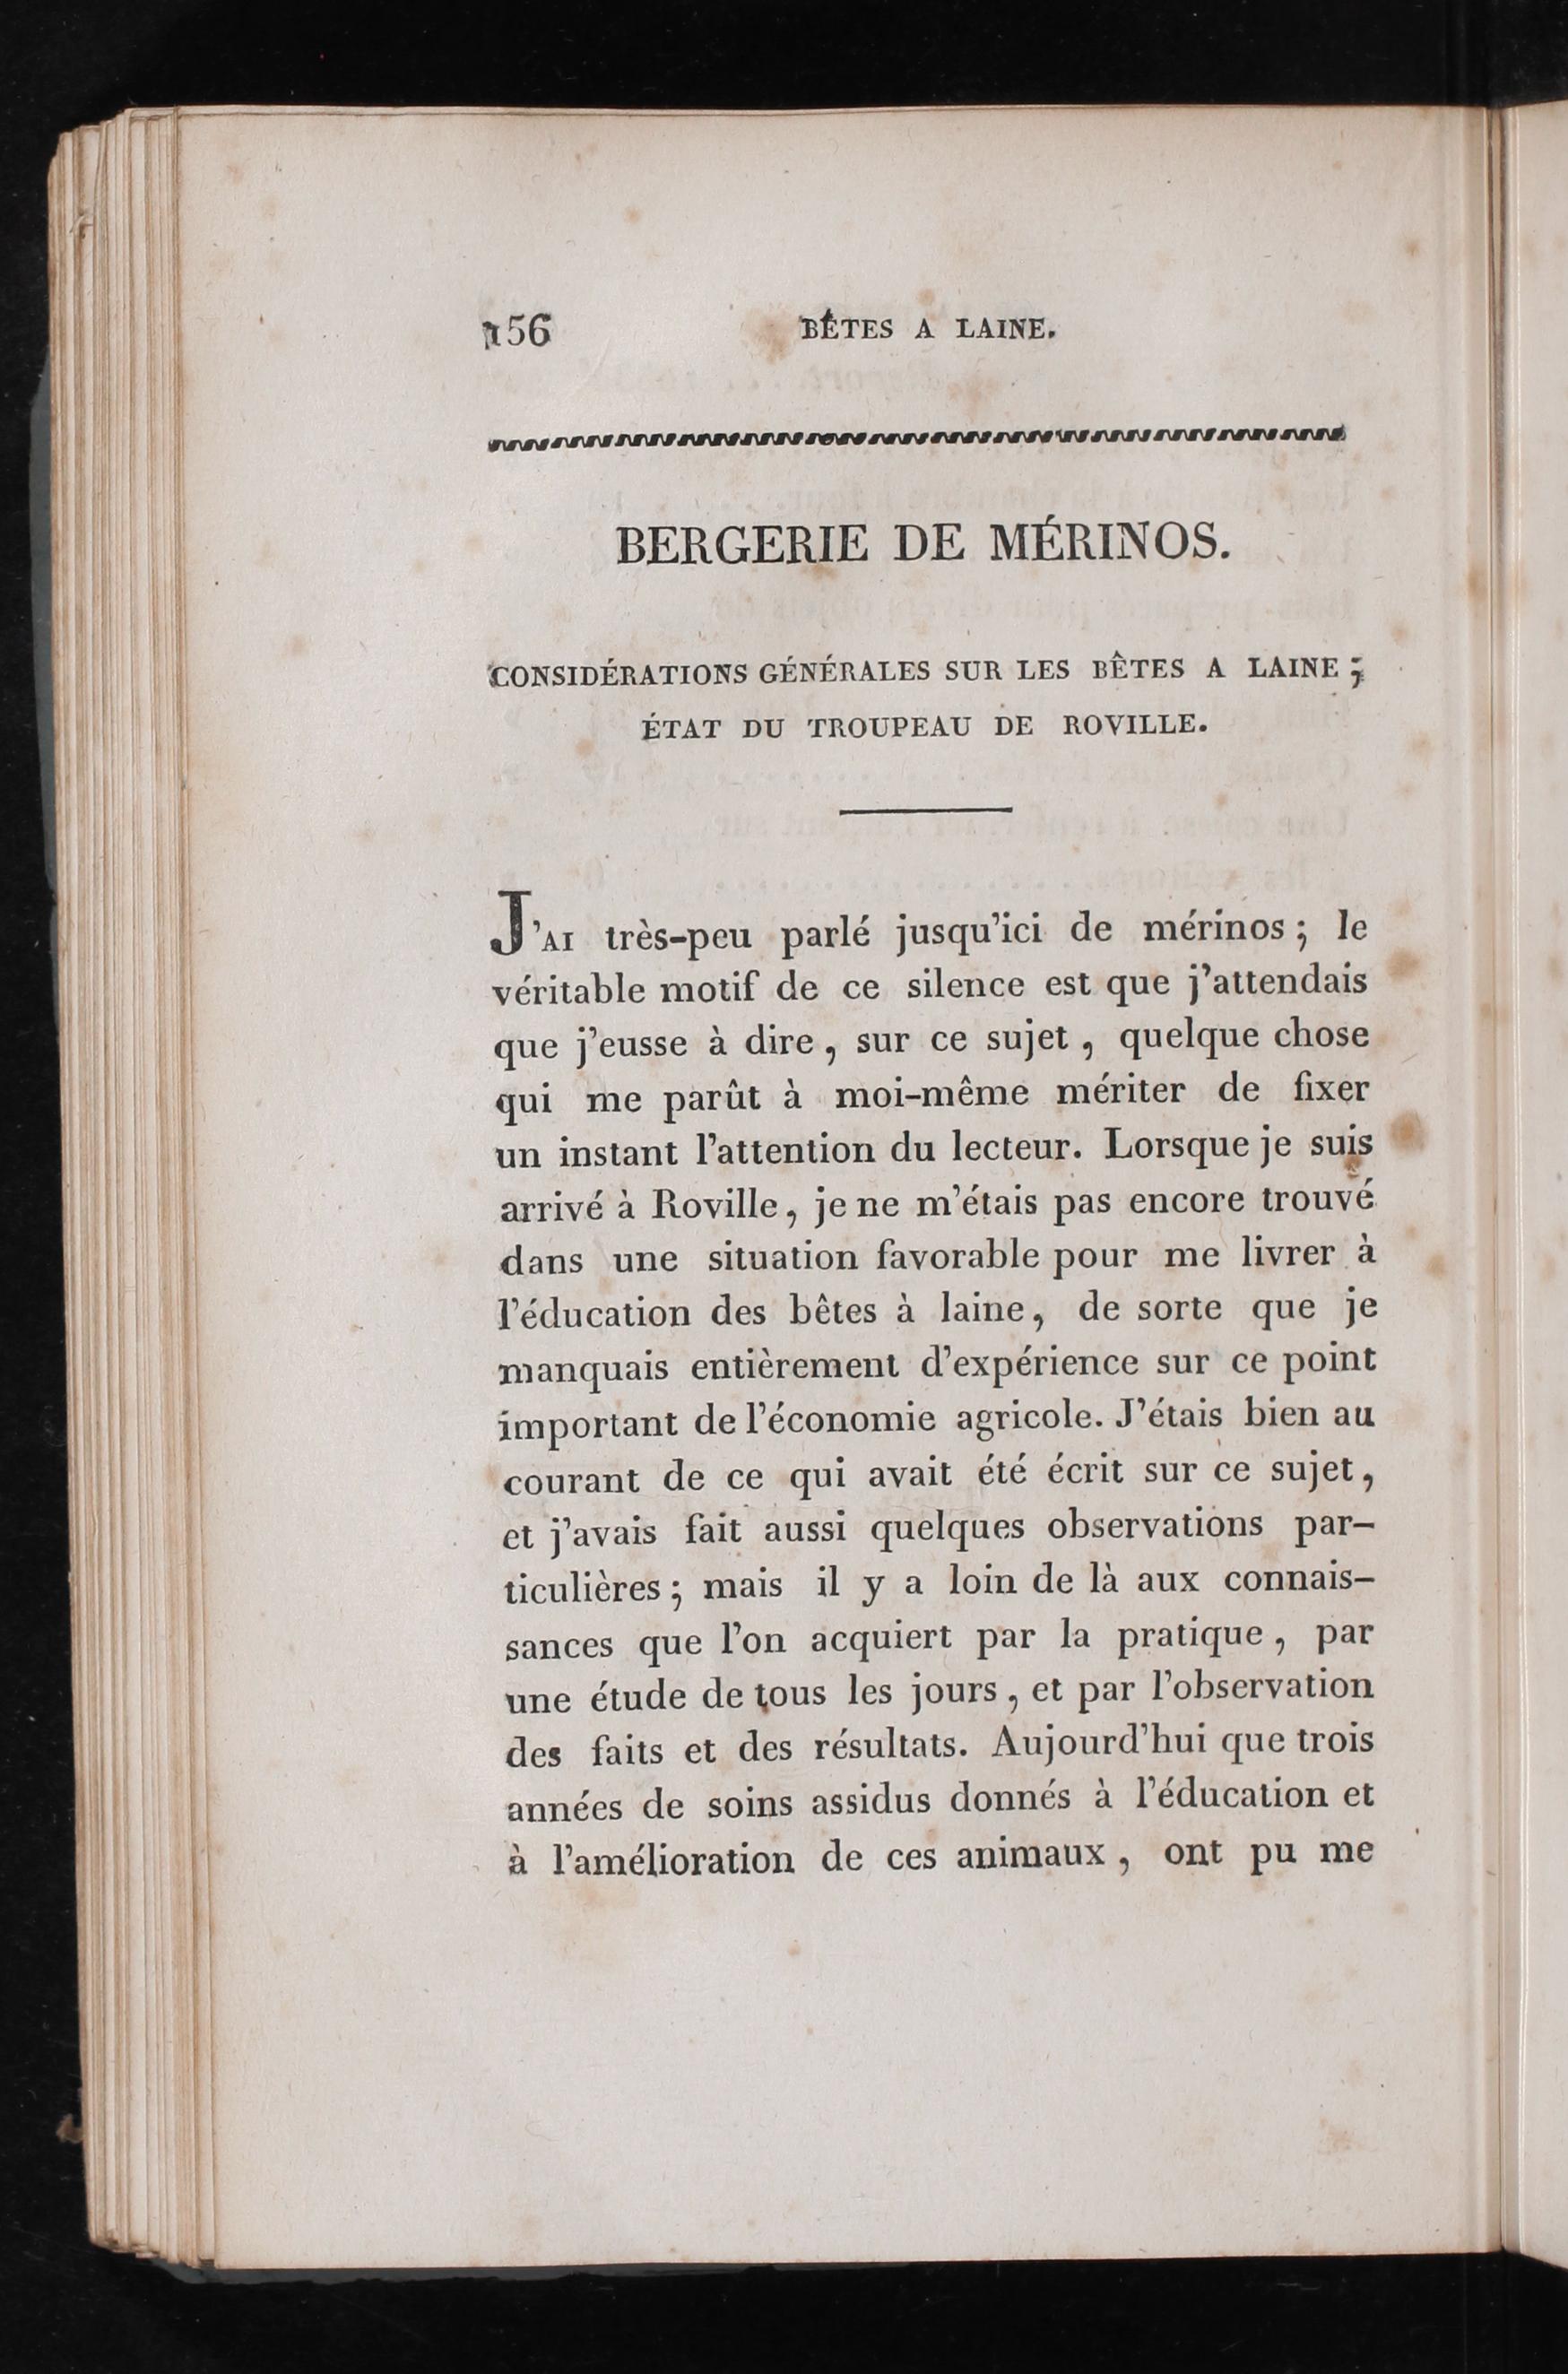 156 BÊTES A LAINE.
BERGERIE DE MÉRINOS.
CONSIDÉRATIONS GÉNÉRALES SUR LES BÊTES A LAINE ;
ÉTAT DU TROUPEAU DE ROVILLE.
J'AI très-peu parlé jusqu'ici de mérinos ; le
véritable motif de ce silence est que j'attendais
que j'eusse à dire , sur ce sujet , quelque chose
qui me parût à moi-même mériter de fixer
un instant l'attention du lecteur. Lorsque je suis
arrivé à Roville, je ne m'étais pas encore trouvé
dans une situation favorable pour me livrer à
l'éducation des bêtes à laine, de sorte que je
manquais entièrement d'expérience sur ce point
important de l'économie agricole. J'étais bien au
courant de ce qui avait été écrit sur ce sujet,
et j'avais fait aussi quelques observations par-
ticulières ; mais il y a loin de là aux connais-
sances que l'on acquiert par la pratique , par
une étude de tous les jours , et par l'observation
des faits et des résultats. Aujourd'hui que trois
années de soins assidus donnés à l'éducation et
à l'amélioration de ces animaux , ont pu me